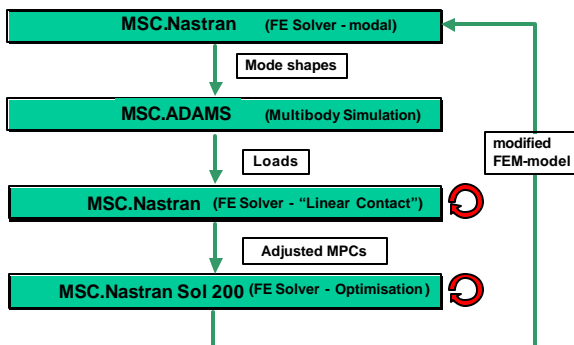 MSC.Nastran (FE Solver - modal)
Mode shapes
MSC.ADAMS (Multibody Simulation)
modified
FEM-model
Loads
MSC.Nastran (FE Solver - “Linear Contact”)
Adjusted MPCs
MSC.Nastran Sol 200 (FE Solver - Optimisation)